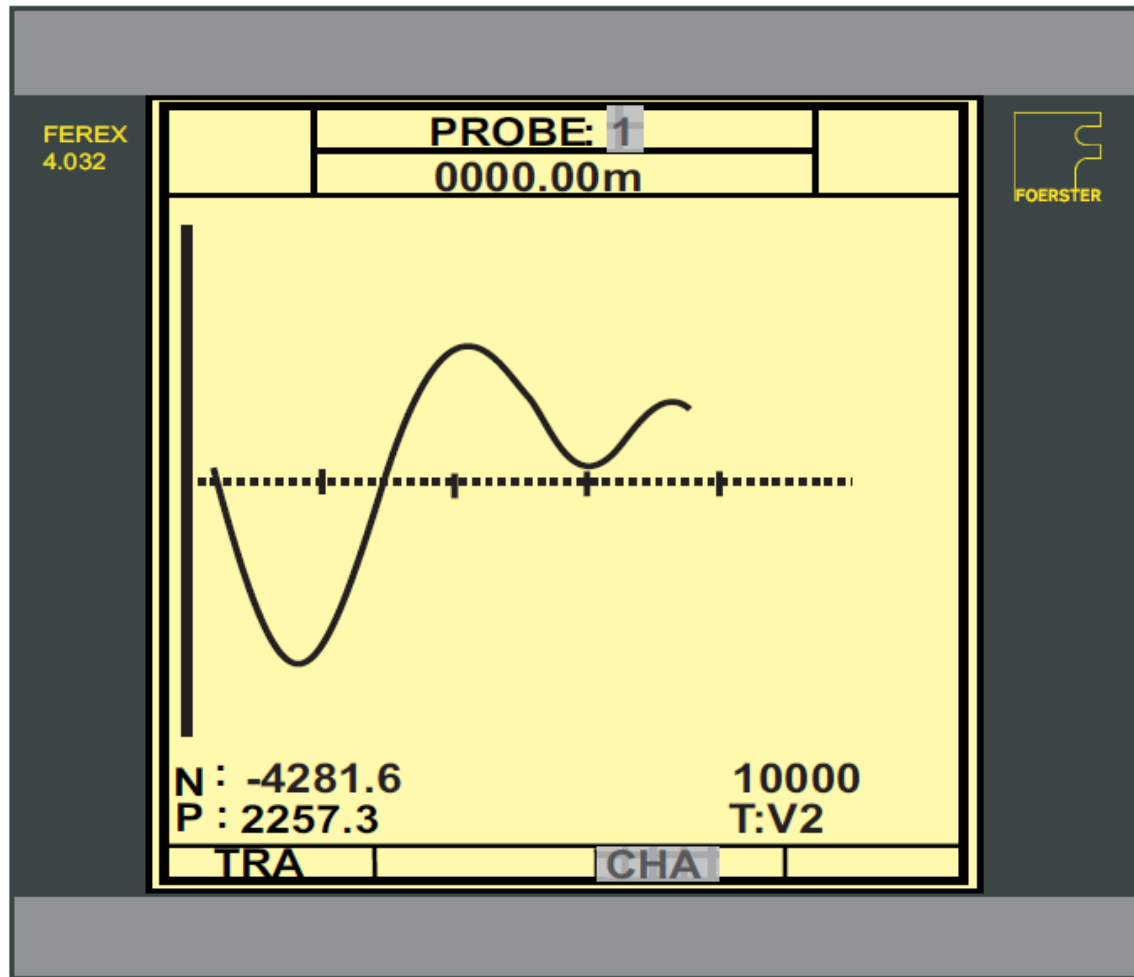 FEREX
4.032
PROBE: 1
0000.00m
FOERSTER
N : -4281.6
10000
P : 2257.3
T:V2
TRA
CHA